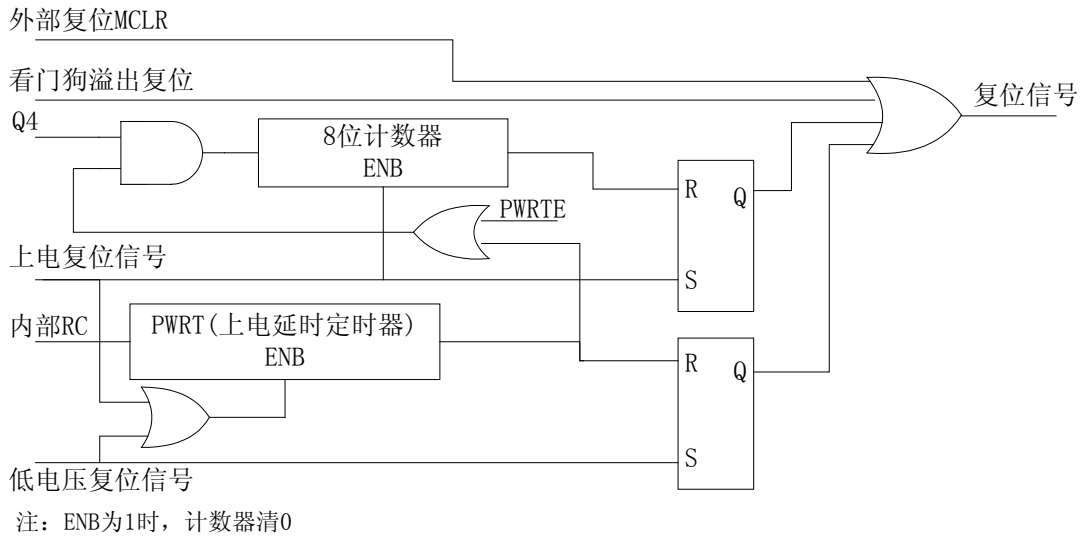 外部复位MCLR
看门狗溢出复位
复位信号
Q4
8位计数器
ENB
PWRTE
R
Q
S
上电复位信号
内部RC
PWRT(上电延时定时器)
ENB
R
Q
S
低电压复位信号
注: ENB为1时，计数器清0